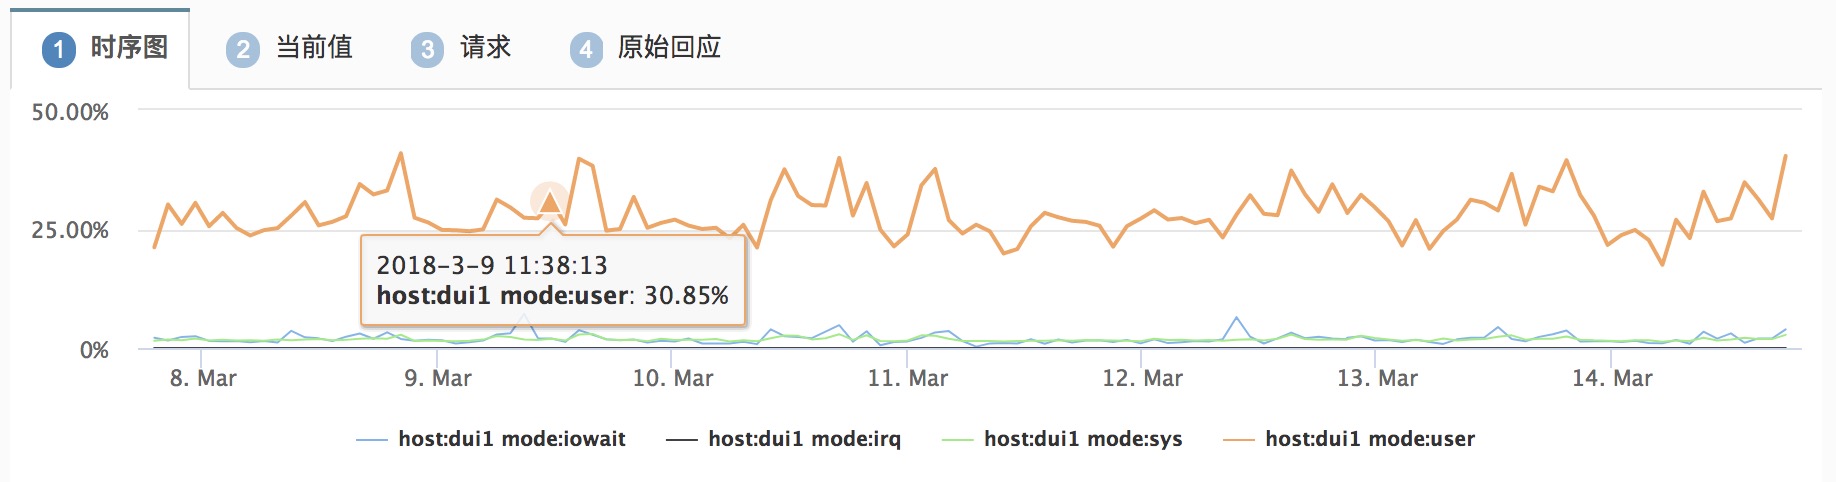 1 时序图 2 当前值 3 请求 4 原始回应
50.00%
25.00%
2018-3-9 11:38:13
host:dui1 mode:user: 30.85%
0%
8. Mar 9. Mar 10. Mar 11. Mar 12. Mar 13. Mar 14. Mar
host:dui1 mode:iowait host:dui1 mode:irq host:dui1 mode:sys host:dui1 mode:user